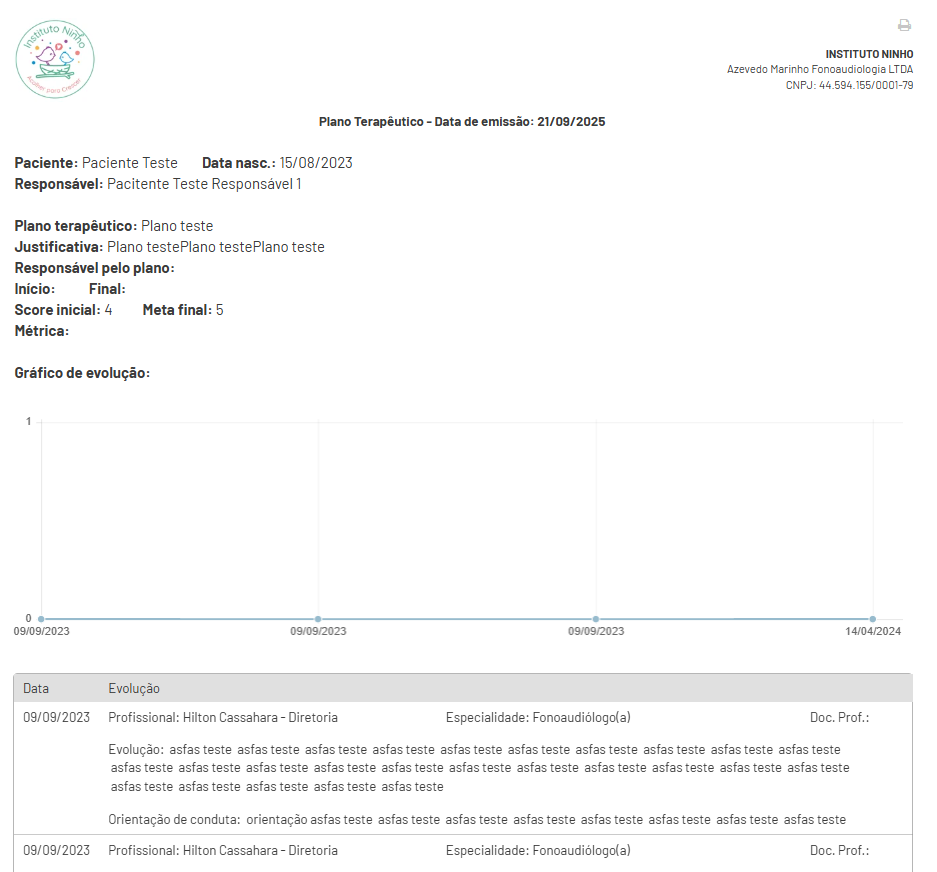 Instituto Ninho
Acolher para Crescer
INSTITUTO NINHO
Azevedo Marinho Fonoaudiologia LTDA
CNPJ: 44.594.155/0001-79
Plano Terapêutico - Data de emissão: 21/09/2025
Paciente: Paciente Teste Data nasc.: 15/08/2023
Responsável: Pacitente Teste Responsável 1
Plano terapêutico: Plano teste
Justificativa: Plano testePlano testePlano teste
Responsável pelo plano:
Início: Final:
Score inicial: 4 Meta final: 5
Métrica:
Gráfico de evolução:
1
0
09/09/2023 09/09/2023 09/09/2023 14/04/2024
Data Evolução
09/09/2023 Profissional: Hilton Cassahara - Diretoria Especialidade: Fonoaudiólogo(a) Doc. Prof.:
Evolução: asfas teste asfas teste asfas teste asfas teste asfas teste asfas teste asfas teste asfas teste asfas teste asfas teste
asfas teste asfas teste asfas teste asfas teste asfas teste asfas teste asfas teste asfas teste asfas teste asfas teste asfas teste
asfas teste asfas teste asfas teste asfas teste asfas teste
Orientação de conduta: orientação asfas teste asfas teste asfas teste asfas teste asfas teste asfas teste asfas teste asfas teste
09/09/2023 Profissional: Hilton Cassahara - Diretoria Especialidade: Fonoaudiólogo(a) Doc. Prof.: